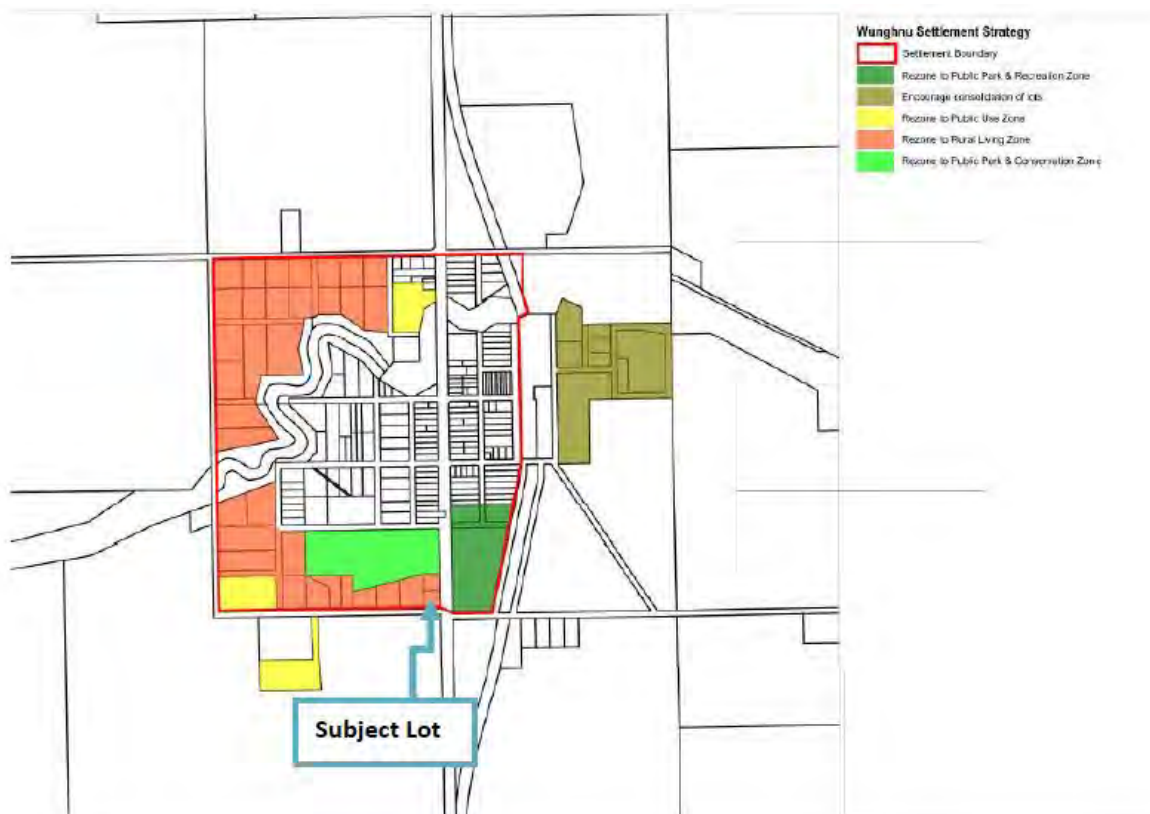 Wunghnu Settlement Strategy
Settlement Boundary
Rezone to Public Park & Recreation Zone
Encourage consolidation of lots
Rezone to Public Use Zone
Rezone to Rural Living Zone
Rezone to Public Park & Conservation Zone
Subject Lot